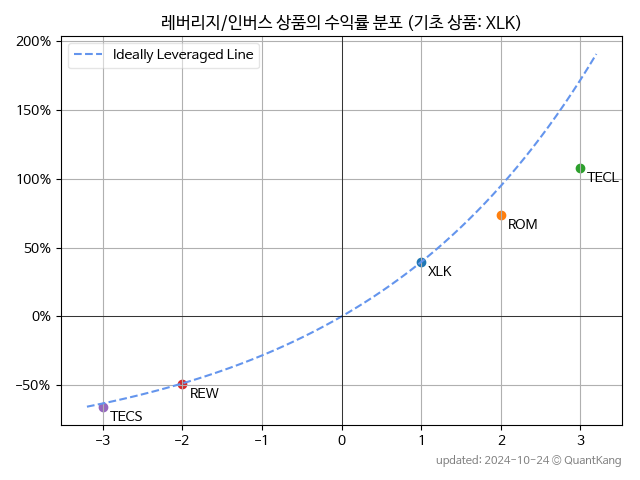 레버리지/인버스 상품의 수익률 분포 (기초 상품: XLK)
200%
Ideally Leveraged Line
150%
100%
TECL
ROM
50%
XLK
0%
−50%
REW
TECS
−3 −2 −1 0 1 2 3
updated: 2024-10-24 © QuantKang